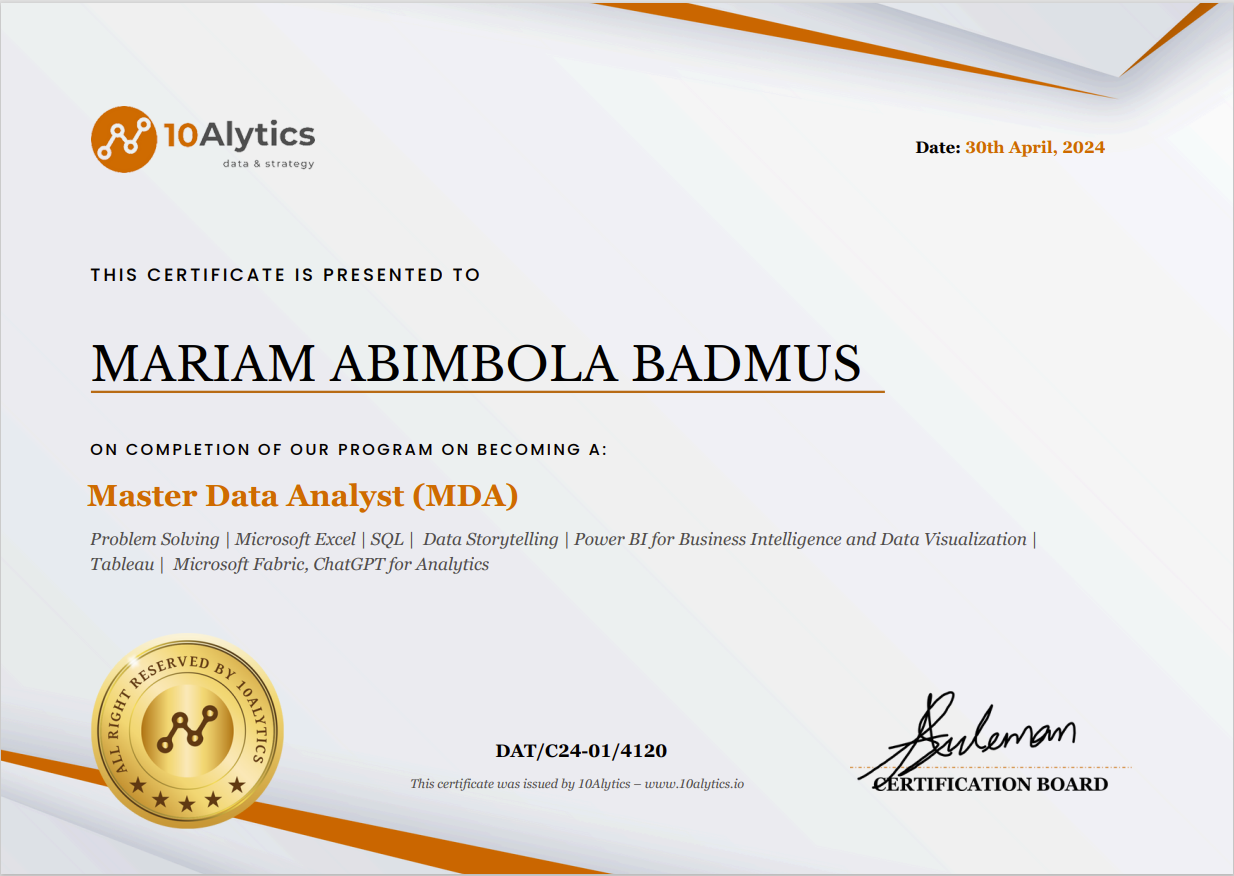 10Alytics
data & strategy
Date: 30th April, 2024
THIS CERTIFICATE IS PRESENTED TO
MARIAM ABIMBOLA BADMUS
ON COMPLETION OF OUR PROGRAM ON BECOMING A:
Master Data Analyst (MDA)
Problem Solving | Microsoft Excel | SQL | Data Storytelling | Power BI for Business Intelligence and Data Visualization |
Tableau | Microsoft Fabric, ChatGPT for Analytics
ALL RIGHT RESERVED BY 10ALYTICS
DAT/C24-01/4120
This certificate was issued by 10Alytics – www.10alytics.io
Suleman
CERTIFICATION BOARD